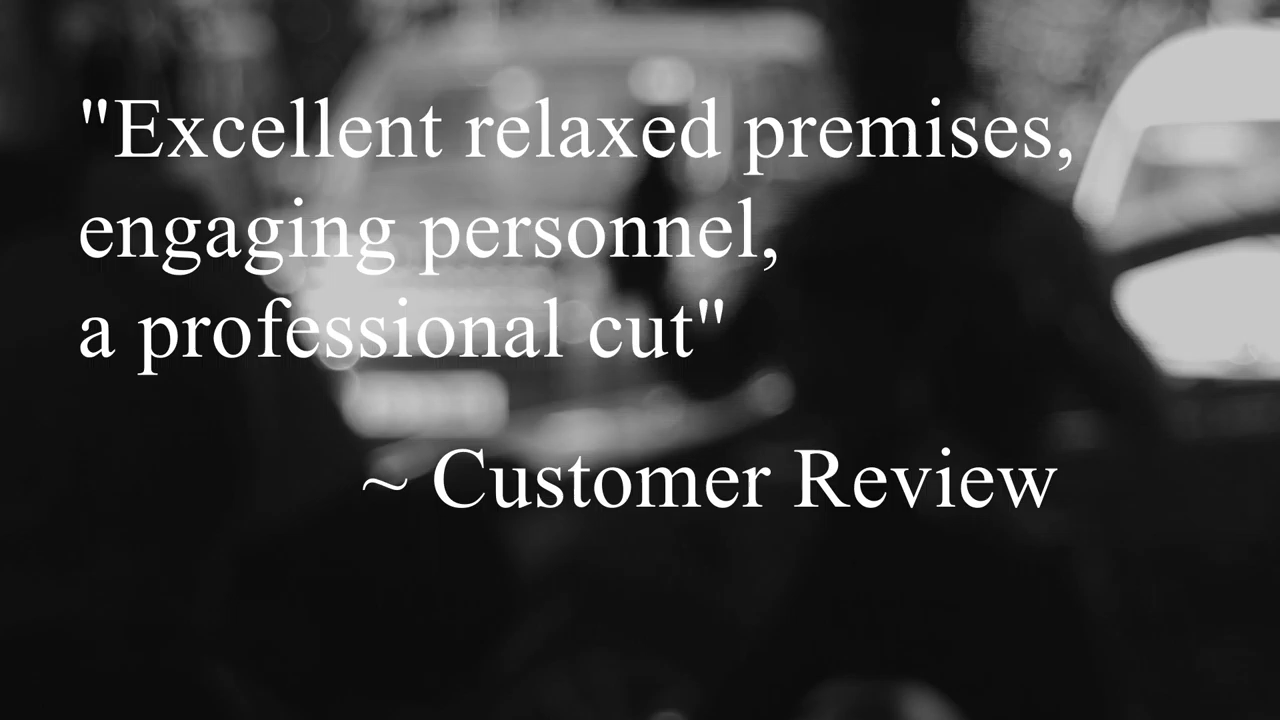 "Excellent relaxed premises,
engaging personnel,
a professional cut"
~ Customer Review